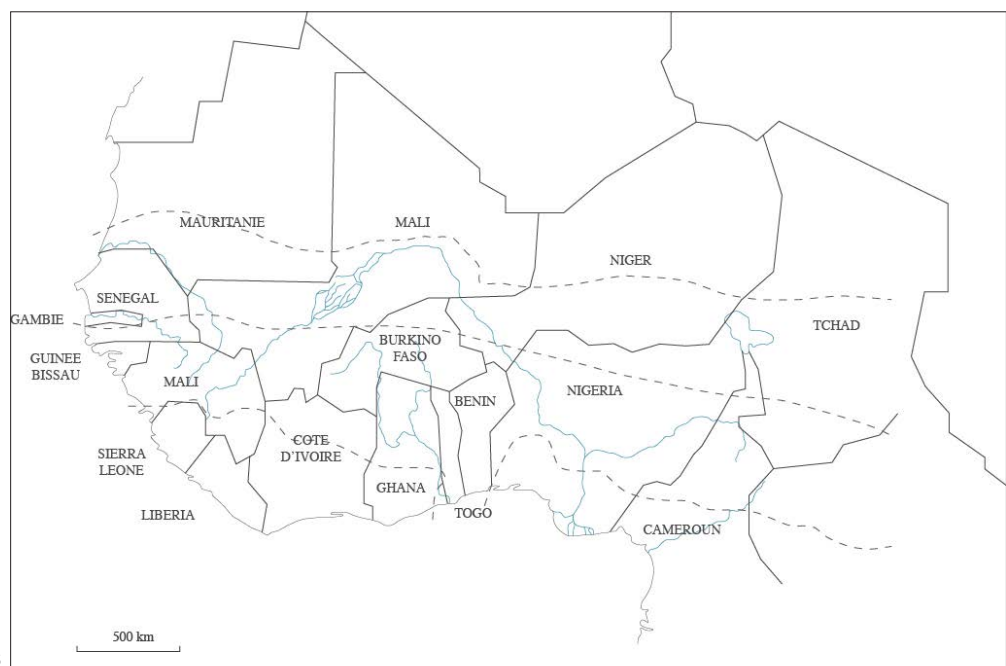 MAURITANIE
MALI
NIGER
SENEGAL
GAMBIE
TCHAD
BURKINO
FASO
GUINEE
BISSAU
MALI
NIGERIA
BENIN
COTE
D'IVOIRE
SIERRA
LEONE
GHANA
LIBERIA
TOGO
CAMEROUN
500 km